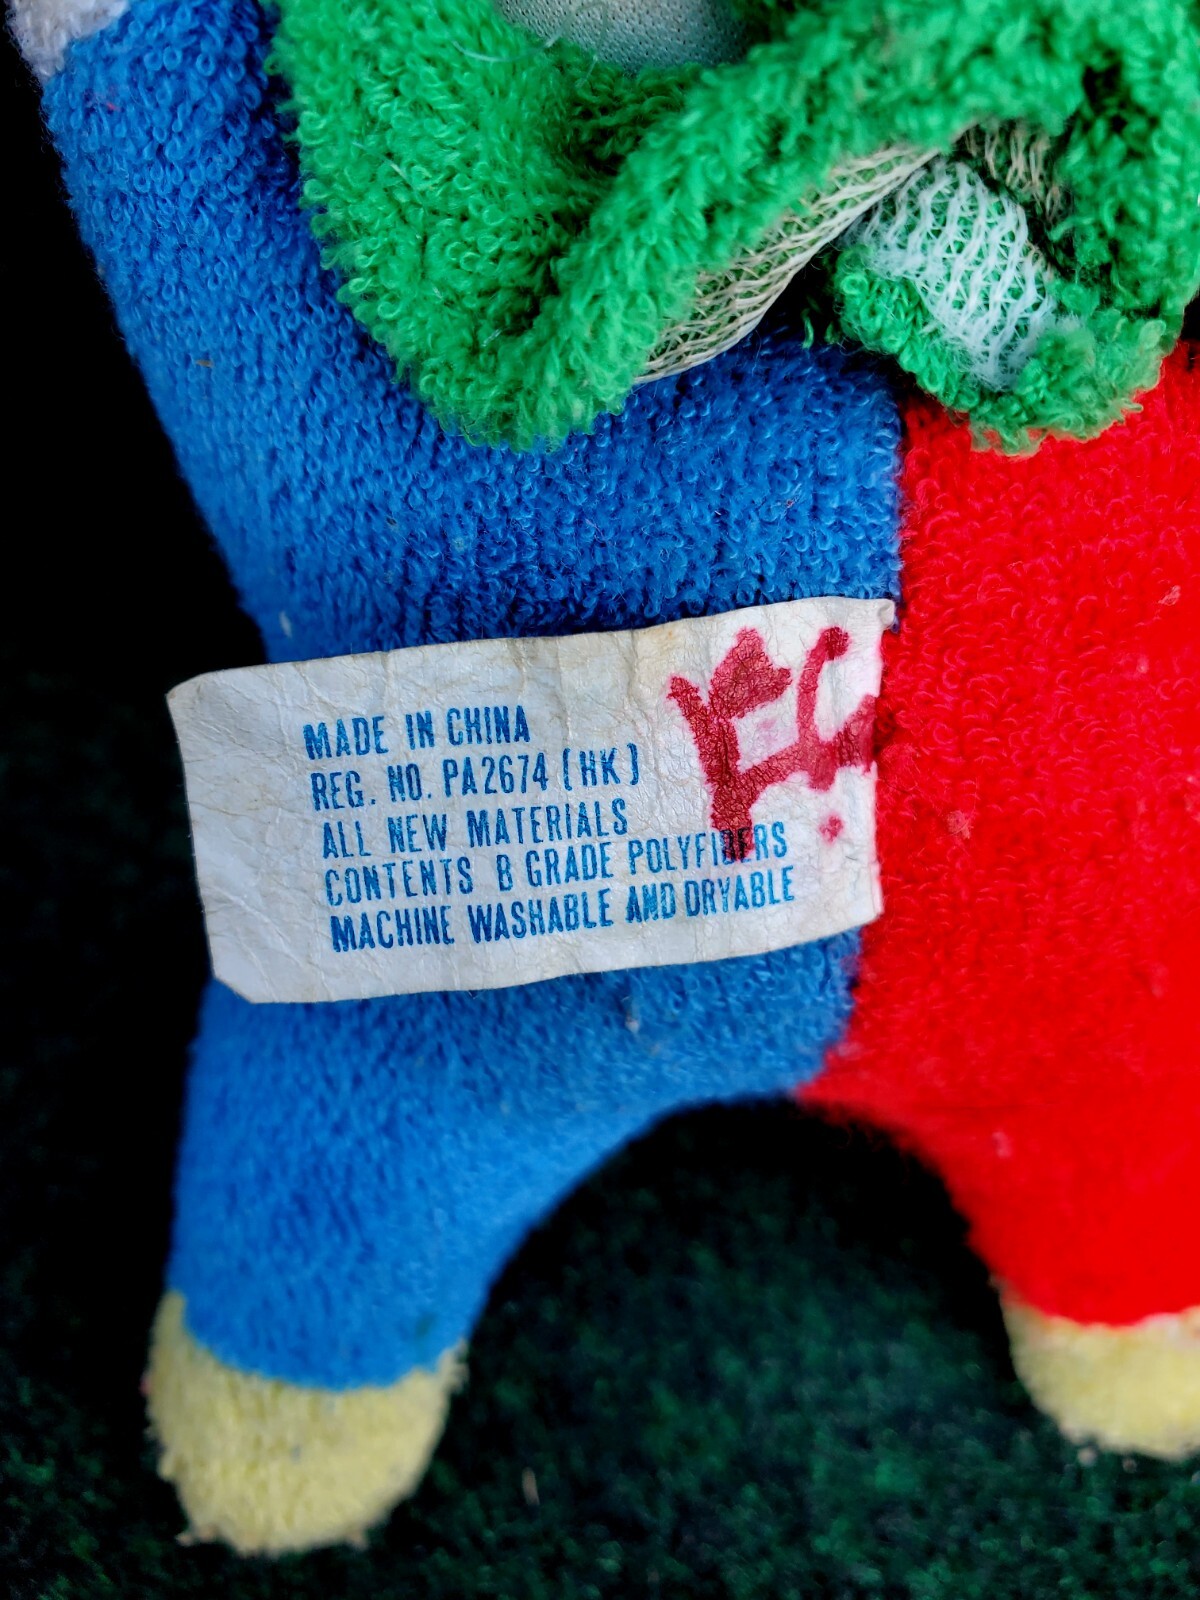 MADE IN CHINA
REG. NO. PA2674 (HK)
ALL NEW MATERIALS
CONTENTS B GRADE POLYFIBERS
MACHINE WASHABLE AND DRYABLE